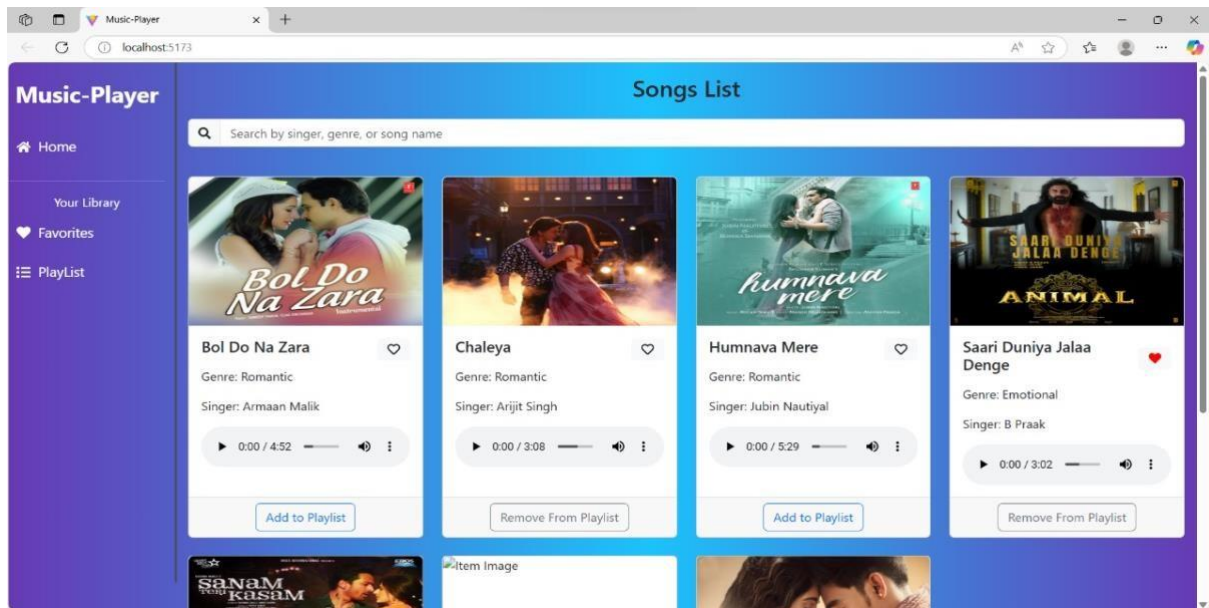 Music-Player
localhost:5173
Music-Player
Home
Your Library
Favorites
PlayList
Songs List
Search by singer, genre, or song name
Bol Do
Na Zara
Instrumental
humnava
mere
SAARI DUNIYA
JALAA DENGE
ANIMAL
Bol Do Na Zara
Genre: Romantic
Singer: Armaan Malik
0:00 / 4:52
Add to Playlist
Chaleya
Genre: Romantic
Singer: Arijit Singh
0:00 / 3:08
Remove From Playlist
Humnava Mere
Genre: Romantic
Singer: Jubin Nautiyal
0:00 / 5:29
Add to Playlist
Saari Duniya Jalaa
Denge
Genre: Emotional
Singer: B Praak
0:00 / 3:02
Remove From Playlist
SANAM
TERI KASAM
Item Image